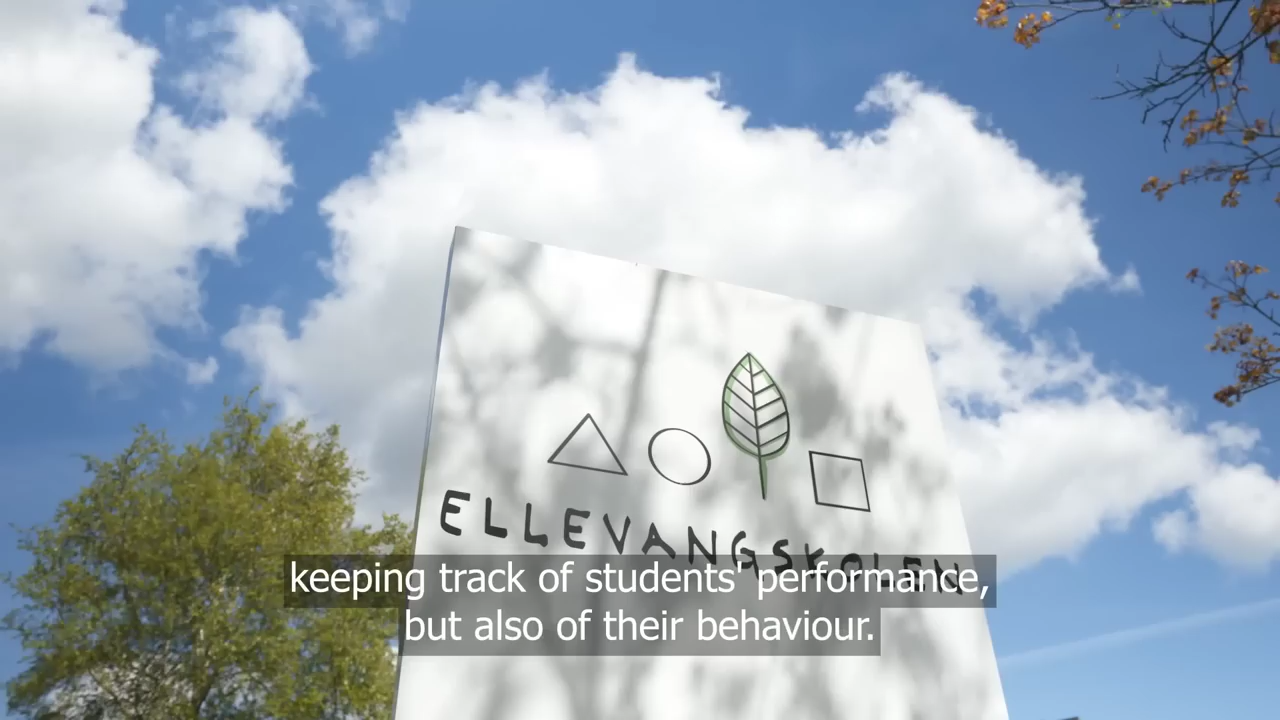 ELLEVANGSKOLEN
keeping track of students' performance,
but also of their behaviour.